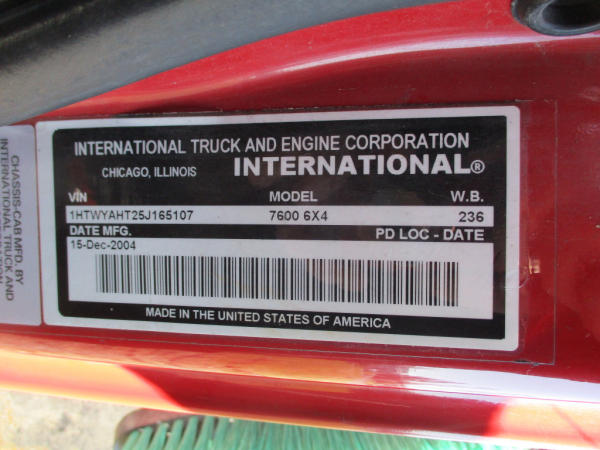 INTERNATIONAL TRUCK AND ENGINE CORPORATION
CHICAGO, ILLINOIS INTERNATIONAL®
VIN MODEL W.B.
1HTWYAHT25J165107 7600 6X4 236
DATE MFG. PD LOC - DATE
15-Dec-2004
MADE IN THE UNITED STATES OF AMERICA
CHASSIS-CAB MFD. BY
INTERNATIONAL TRUCK AND